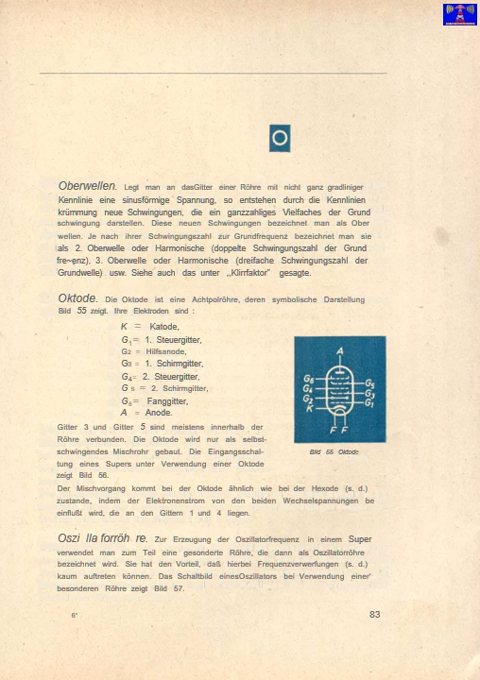 O
Oberwellen. Legt man an dasGitter einer Röhre mit nicht ganz gradliniger
Kennlinie eine sinusförmige Spannung, so entstehen durch die Kennlinien
krümmung neue Schwingungen, die ein ganzzahliges Vielfaches der Grund
schwingung darstellen. Diese neuen Schwingungen bezeichnet man als Ober
wellen. Je nach ihrer Schwingungszahl zur Grundfrequenz bezeichnet man sie
als 2. Oberwelle oder Harmonische (doppelte Schwingungszahl der Grund
fre¬enz), 3. Oberwelle oder Harmonische (dreifache Schwingungszahl der
Grundwelle) usw. Siehe auch das unter ,,Klirrfaktor" gesagte.
Oktode. Die Oktode ist eine Achtpolröhre, deren symbolische Darstellung
Bild 55 zeigt. Ihre Elektroden sind :
K = Katode,
G1= 1. Steuergitter,
G2 = Hilfsanode,
G3 = 1. Schirmgitter,
G4= 2. Steuergitter,
G 5 = 2. Schirmgitter,
G6= Fanggitter,
A = Anode.
Gitter 3 und Gitter 5 sind meistens innerhalb der
Röhre verbunden. Die Oktode wird nur als selbst-
schwingendes Mischrohr gebaut. Die Eingangsschal-
tung eines Supers unter Verwendung einer Oktode
zeigt Bild 56.
A
G6
G4
G2
K
G5
G3
G1
F F
Bild 55 Oktode
Der Mischvorgang kommt bei der Oktode ähnlich wie bei der Hexode (s. d.)
zustande, indem der Elektronenstrom von den beiden Wechselspannungen be
einflußt wird, die an den Gittern 1 und 4 liegen.
Oszi lla forröh re. Zur Erzeugung der Oszillatorfrequenz in einem Super
verwendet man zum Teil eine gesonderte Röhre, die dann als Oszillatorröhre
bezeichnet wird. Sie hat den Vorteil, daß hierbei Frequenzverwerfungen (s. d.)
kaum auftreten können. Das Schaltbild einesOszillators bei Verwendung einer'
besonderen Röhre zeigt Bild 57.
6* 83